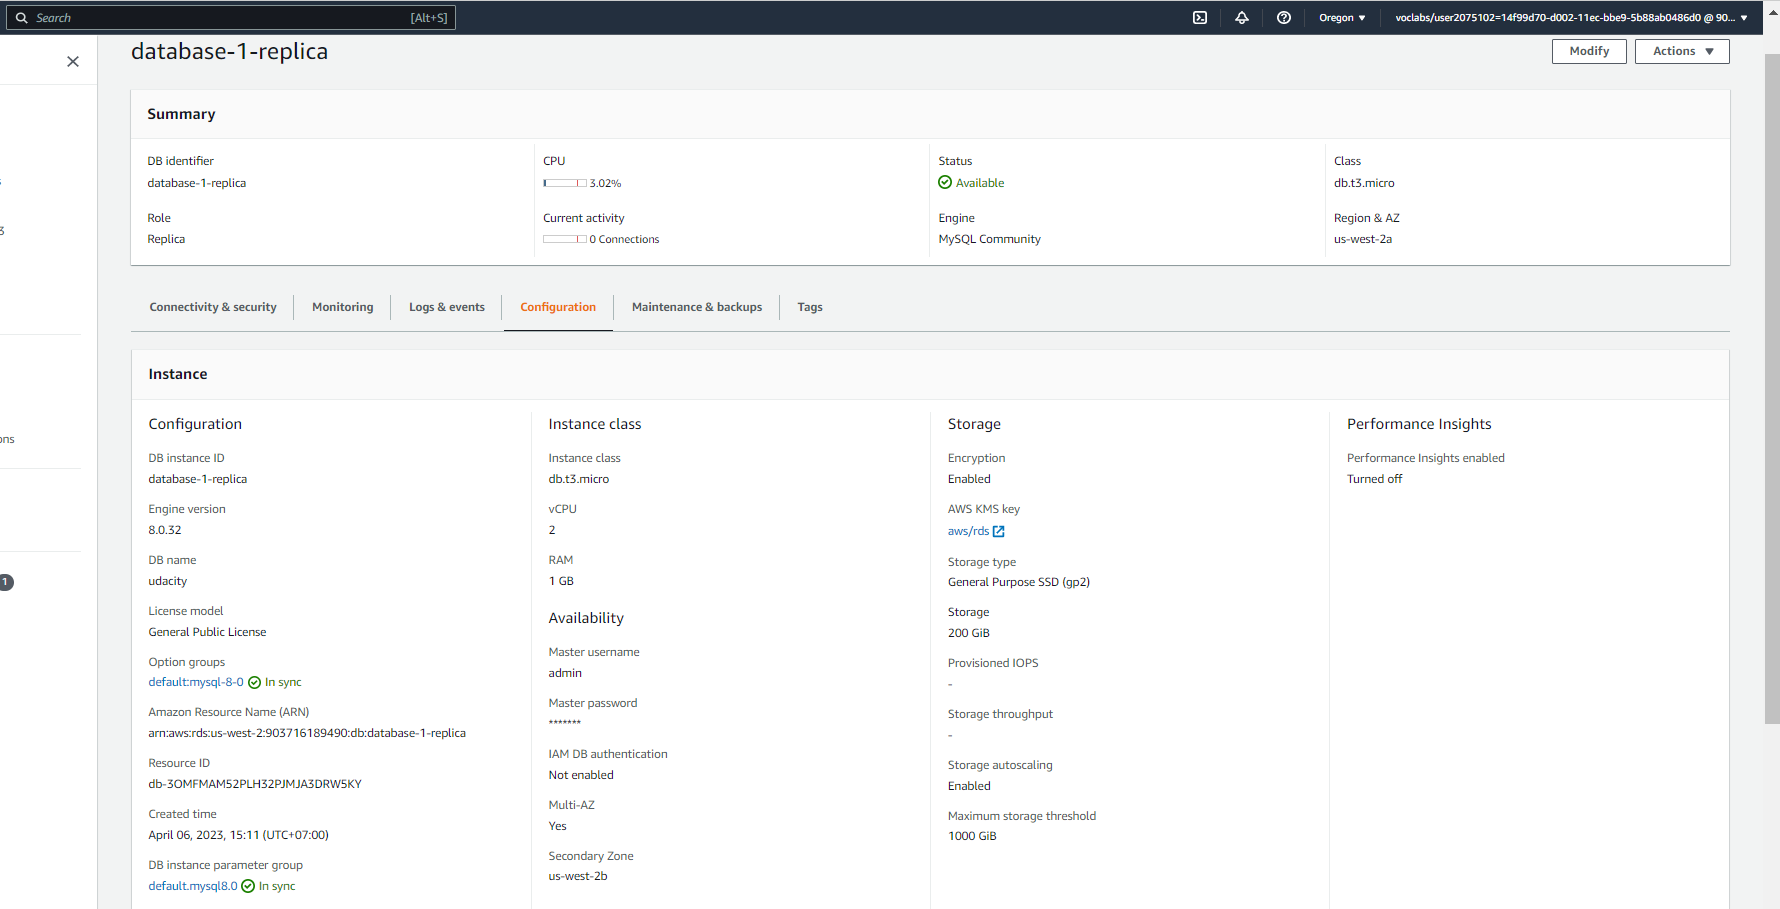 Search [Alt+S] Oregon ▼ voclabs/user2075102=14f99d70-d002-11ec-bbe9-5b88ab0486d0 @ 90... ▼
database-1-replica Modify Actions ▼
Summary
DB identifier CPU Status Class
database-1-replica 3.02% Available db.t3.micro
Role Current activity Engine Region & AZ
Replica 0 Connections MySQL Community us-west-2a
Connectivity & security Monitoring Logs & events Configuration Maintenance & backups Tags
Instance
Configuration
DB instance ID
database-1-replica
Engine version
8.0.32
DB name
udacity
License model
General Public License
Option groups
default:mysql-8-0 In sync
Amazon Resource Name (ARN)
arn:aws:rds:us-west-2:903716189490:db:database-1-replica
Resource ID
db-3OMFMAM52PLH32PJMJA3DRW5KY
Created time
April 06, 2023, 15:11 (UTC+07:00)
DB instance parameter group
default.mysql8.0 In sync
Instance class
Instance class
db.t3.micro
vCPU
2
RAM
1 GB
Availability
Master username
admin
Master password
*******
IAM DB authentication
Not enabled
Multi-AZ
Yes
Secondary Zone
us-west-2b
Storage
Encryption
Enabled
AWS KMS key
aws/rds
Storage type
General Purpose SSD (gp2)
Storage
200 GiB
Provisioned IOPS
-
Storage throughput
-
Storage autoscaling
Enabled
Maximum storage threshold
1000 GiB
Performance Insights
Performance Insights enabled
Turned off
ons
1